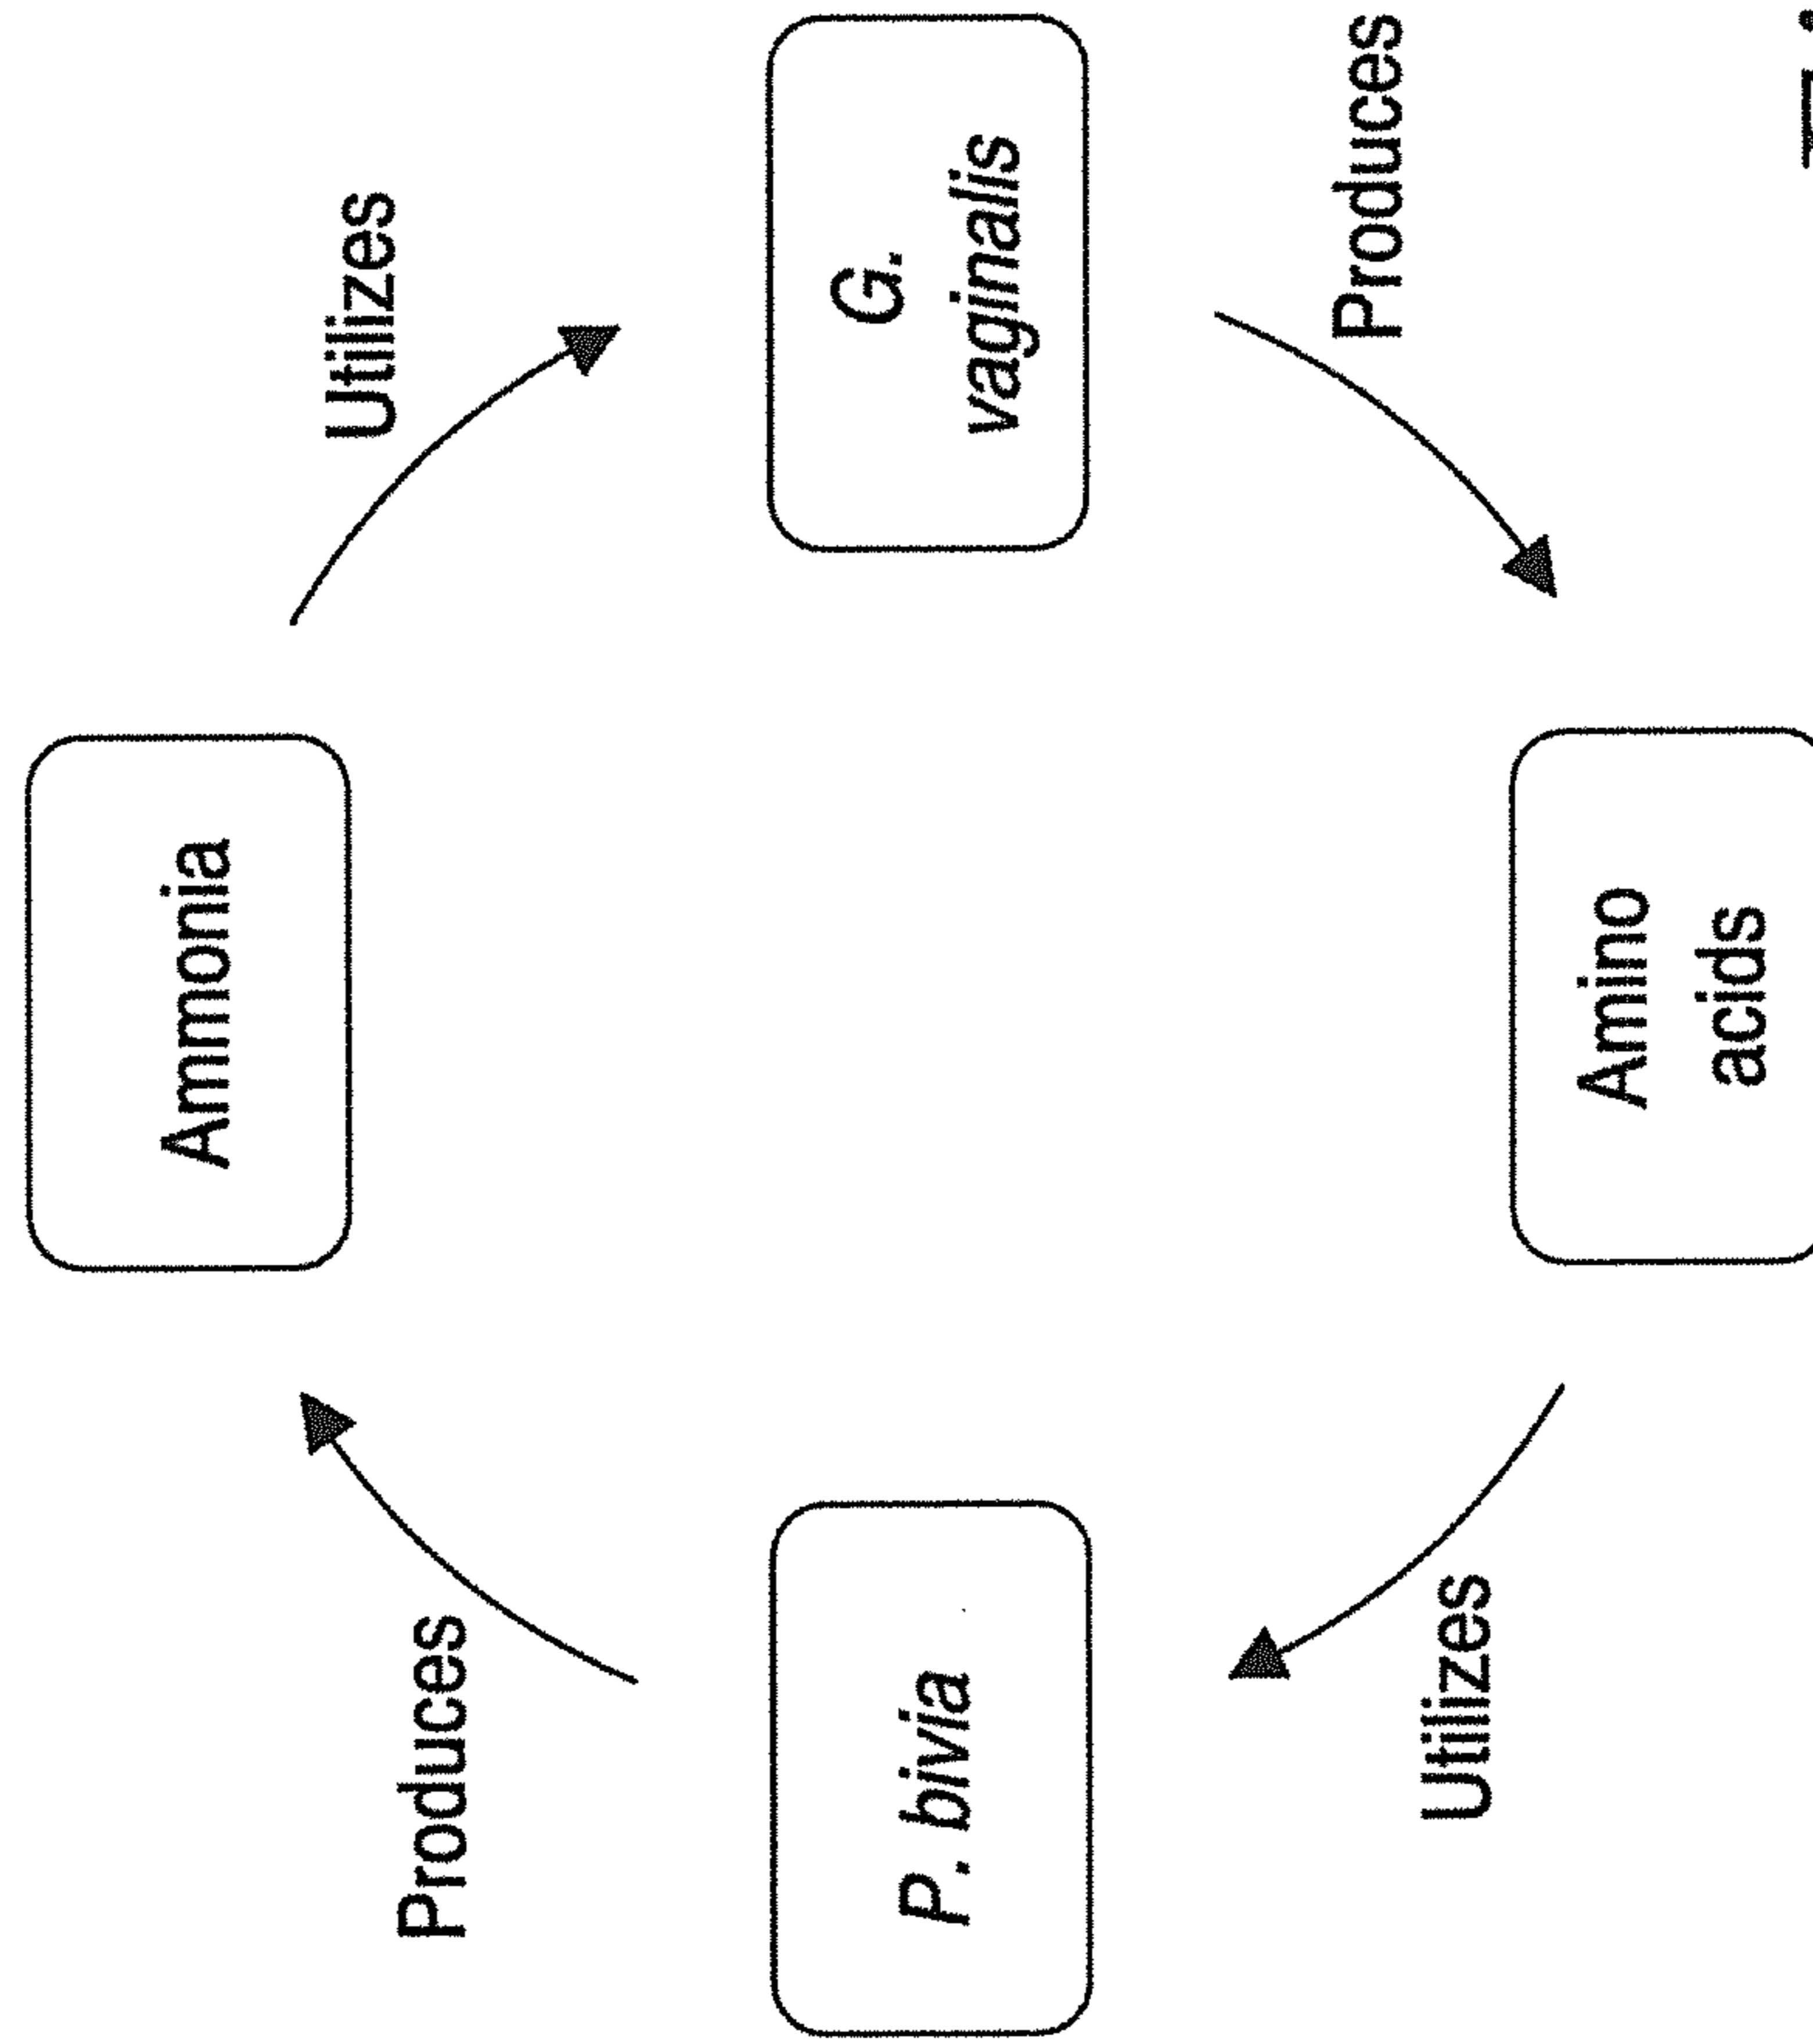 Ammonia
Produces
Utilizes
P. bivia
G.
vaginalis
Utilizes
Produces
Amino
acids